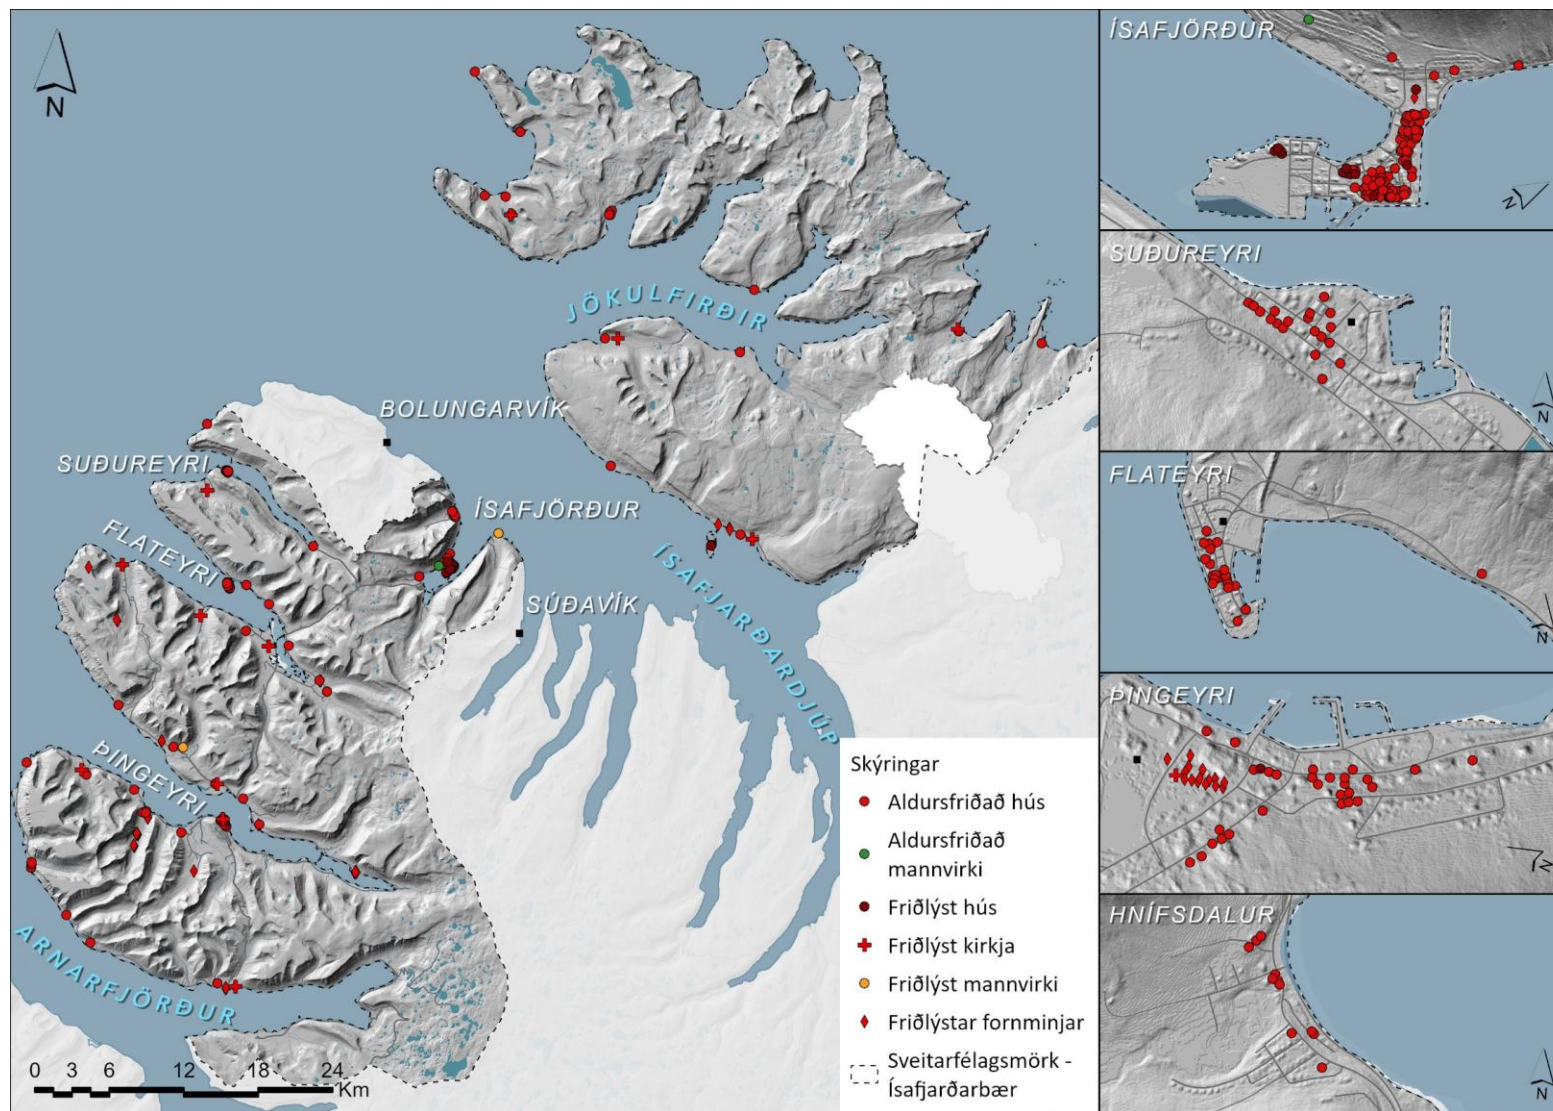 N
JÖKULFIRÐIR
BOLUNGARVÍK
SUÐUREYRI
ÍSAFJÖRÐUR
FLATEYRI
ÍSAFJARÐARDJÚP
SÚÐAVÍK
ÞINGEYRI
ARNARFJÖRÐUR
0 3 6 12 18 24
Km
Skýringar
Aldursfriðað hús
Aldursfriðað
mannvirki
Friðlýst hús
Friðlýst kirkja
Friðlýst mannvirki
Friðlýstar fornminjar
Sveitarfélagsmörk -
Ísafjarðarbær
ÍSAFJÖRÐUR
N
SUÐUREYRI
N
FLATEYRI
N
ÞINGEYRI
N
HNÍFSDALUR
N